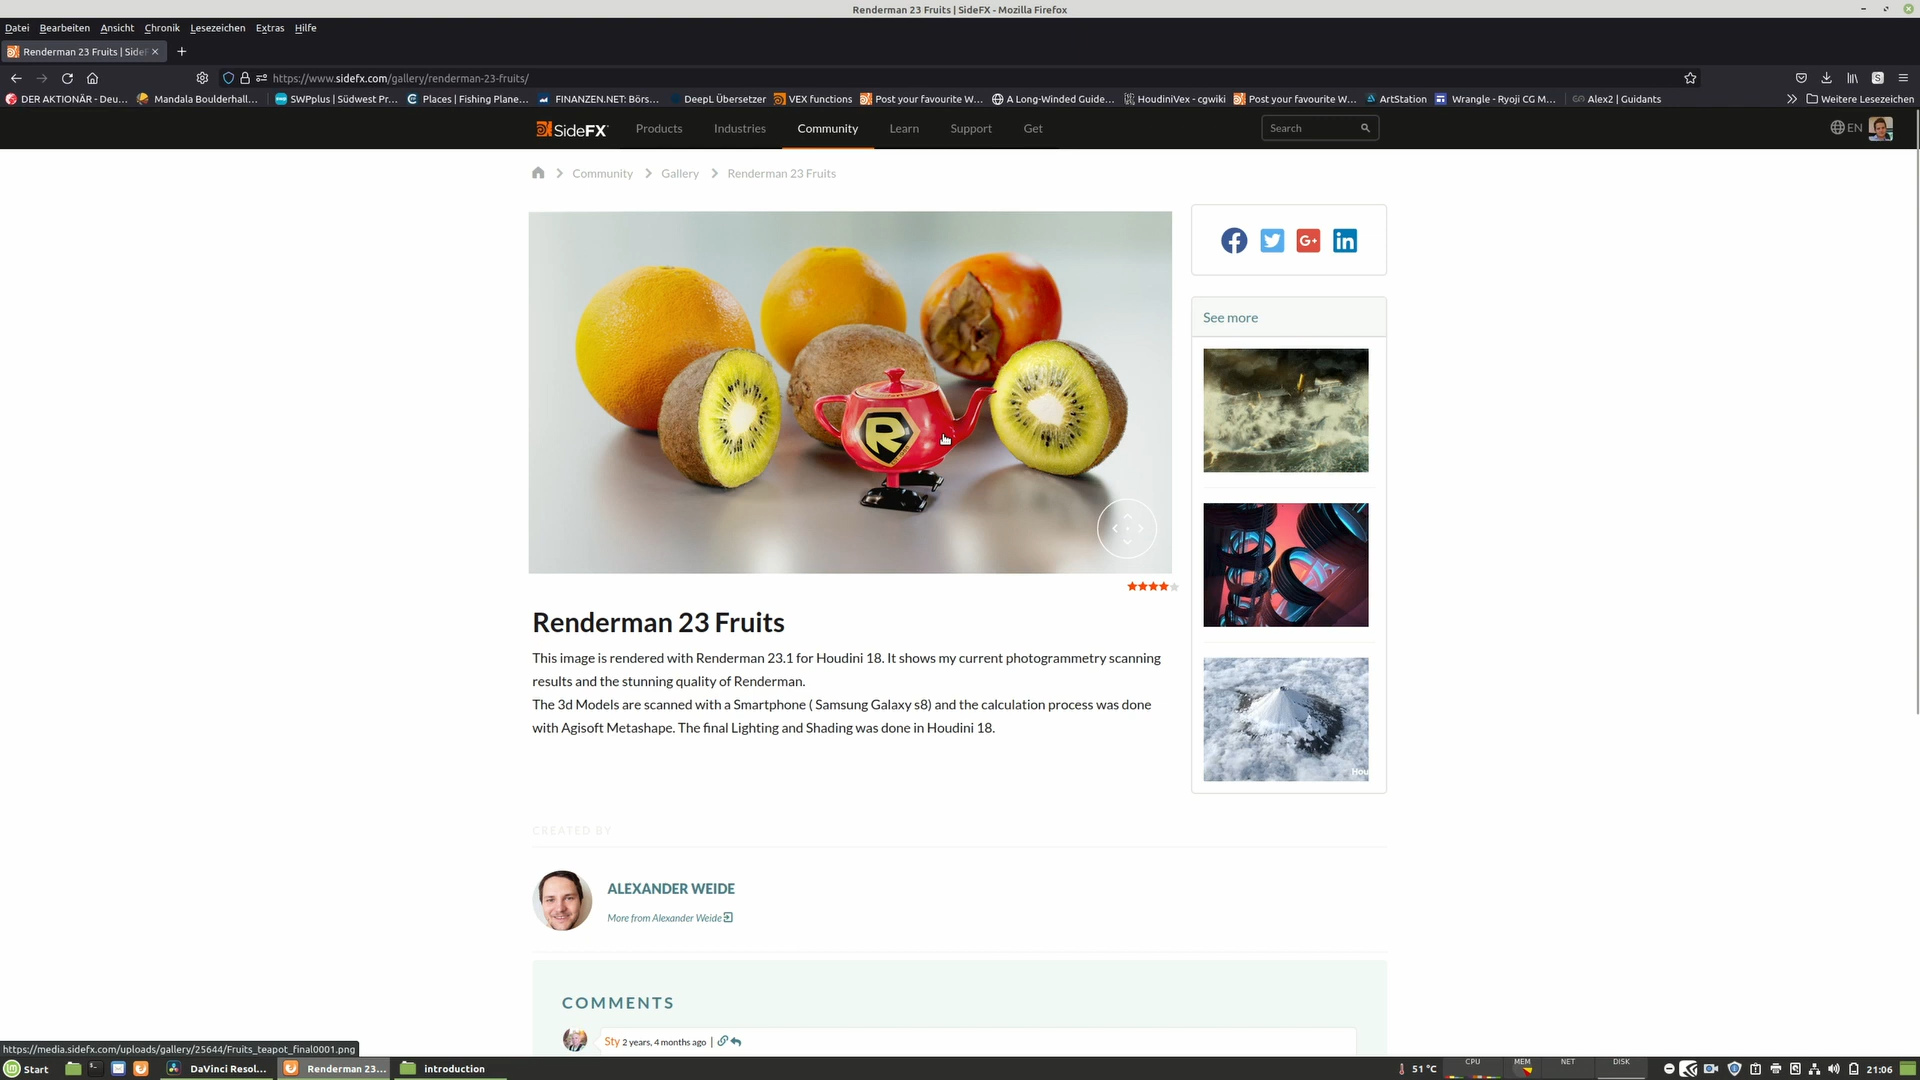 Renderman 23 Fruits | SideFX - Mozilla Firefox
Datei Bearbeiten Ansicht Chronik Lesezeichen Extras Hilfe
Renderman 23 Fruits | SideF
https://www.sidefx.com/gallery/renderman-23-fruits/
DER AKTIONÄR - Deu... Mandala Boulderhall... SWPplus | Südwest Pr... Places | Fishing Plane... FINANZEN.NET: Börs... DeepL Übersetzer VEX functions Post your favourite W... A Long-Winded Guide... HoudiniVex - cgwiki Post your favourite W... ArtStation Wrangle - Ryoji CG M... Alex2 | Guidants Weitere Lesezeichen
SideFX Products Industries Community Learn Support Get Search EN
Community Gallery Renderman 23 Fruits
See more
R
Hou
Renderman 23 Fruits
This image is rendered with Renderman 23.1 for Houdini 18. It shows my current photogrammetry scanning
results and the stunning quality of Renderman.
The 3d Models are scanned with a Smartphone ( Samsung Galaxy s8) and the calculation process was done
with Agisoft Metashape. The final Lighting and Shading was done in Houdini 18.
CREATED BY
ALEXANDER WEIDE
More from Alexander Weide
COMMENTS
Sty 2 years, 4 months ago |
https://media.sidefx.com/uploads/gallery/25644/Fruits_teapot_final0001.png
Start DaVinci Resol... Renderman 23... introduction 51 °C CPU MEM NET DISK 21:06